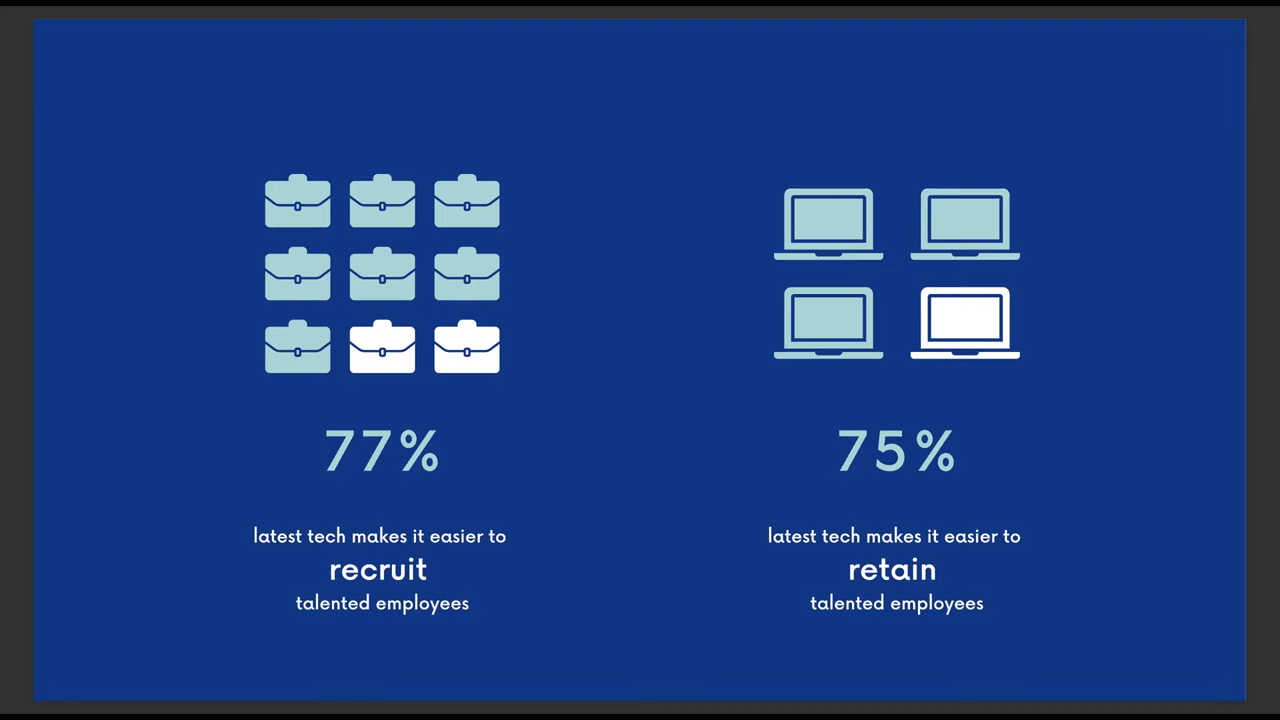 77%
latest tech makes it easier to
recruit
talented employees
75%
latest tech makes it easier to
retain
talented employees